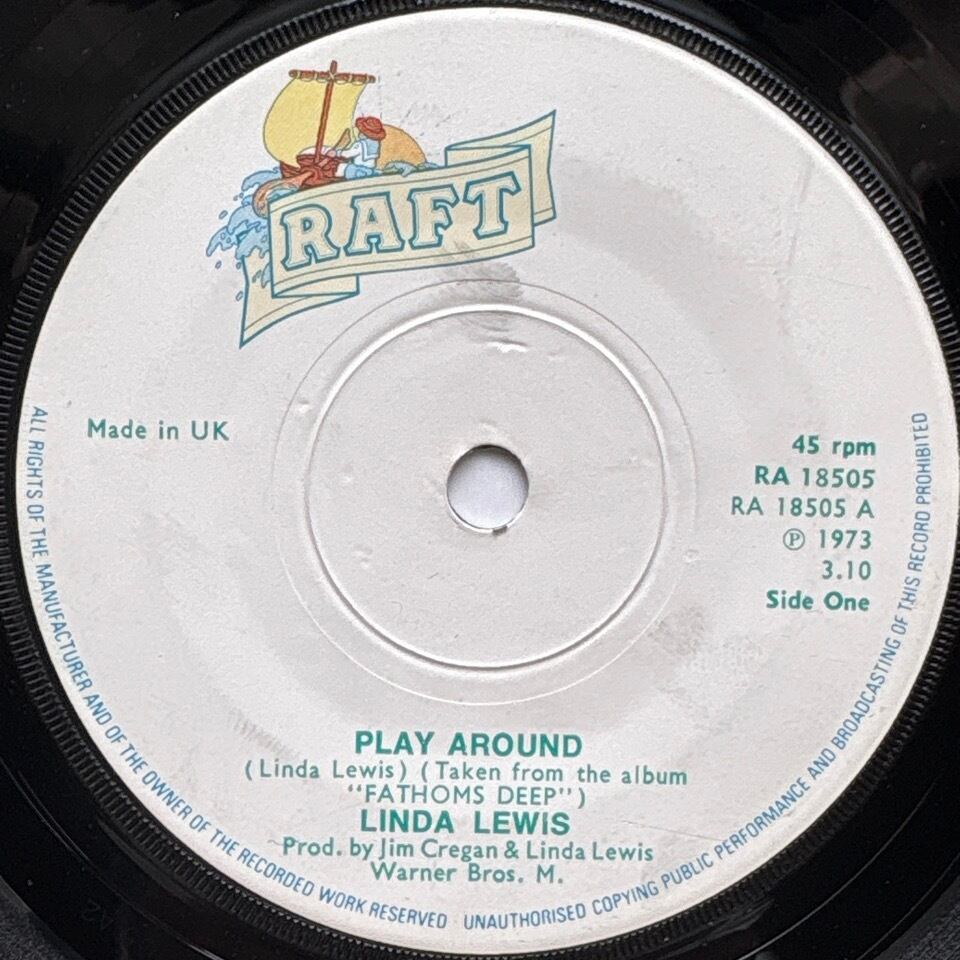 RAFT
Made in UK
45 rpm
RA 18505
RA 18505 A
Ⓟ 1973
3.10
Side One
PLAY AROUND
(Linda Lewis) (Taken from the album
"FATHOMS DEEP")
LINDA LEWIS
Prod. by Jim Cregan & Linda Lewis
Warner Bros. M.
ALL RIGHTS OF THE MANUFACTURER AND OF THE OWNER OF THE RECORDED WORK RESERVED · UNAUTHORISED COPYING PUBLIC PERFORMANCE AND BROADCASTING OF THIS RECORD PROHIBITED